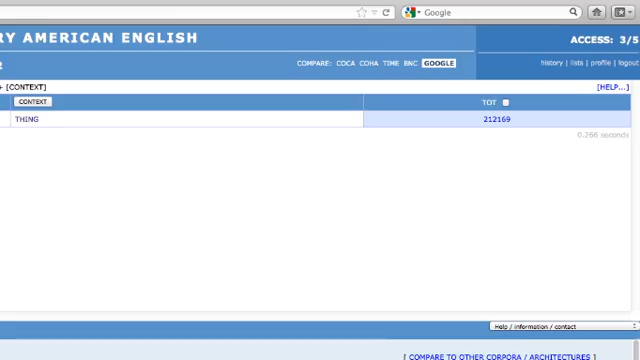 Google
RY AMERICAN ENGLISH
ACCESS: 3/5
COMPARE: COCA COHA TIME BNC GOOGLE
history | lists | profile | logout
+ [CONTEXT]
[HELP...]
CONTEXT
TOT
THING
212169
0.266 seconds
Help / information / contact
[ COMPARE TO OTHER CORPORA / ARCHITECTURES ]